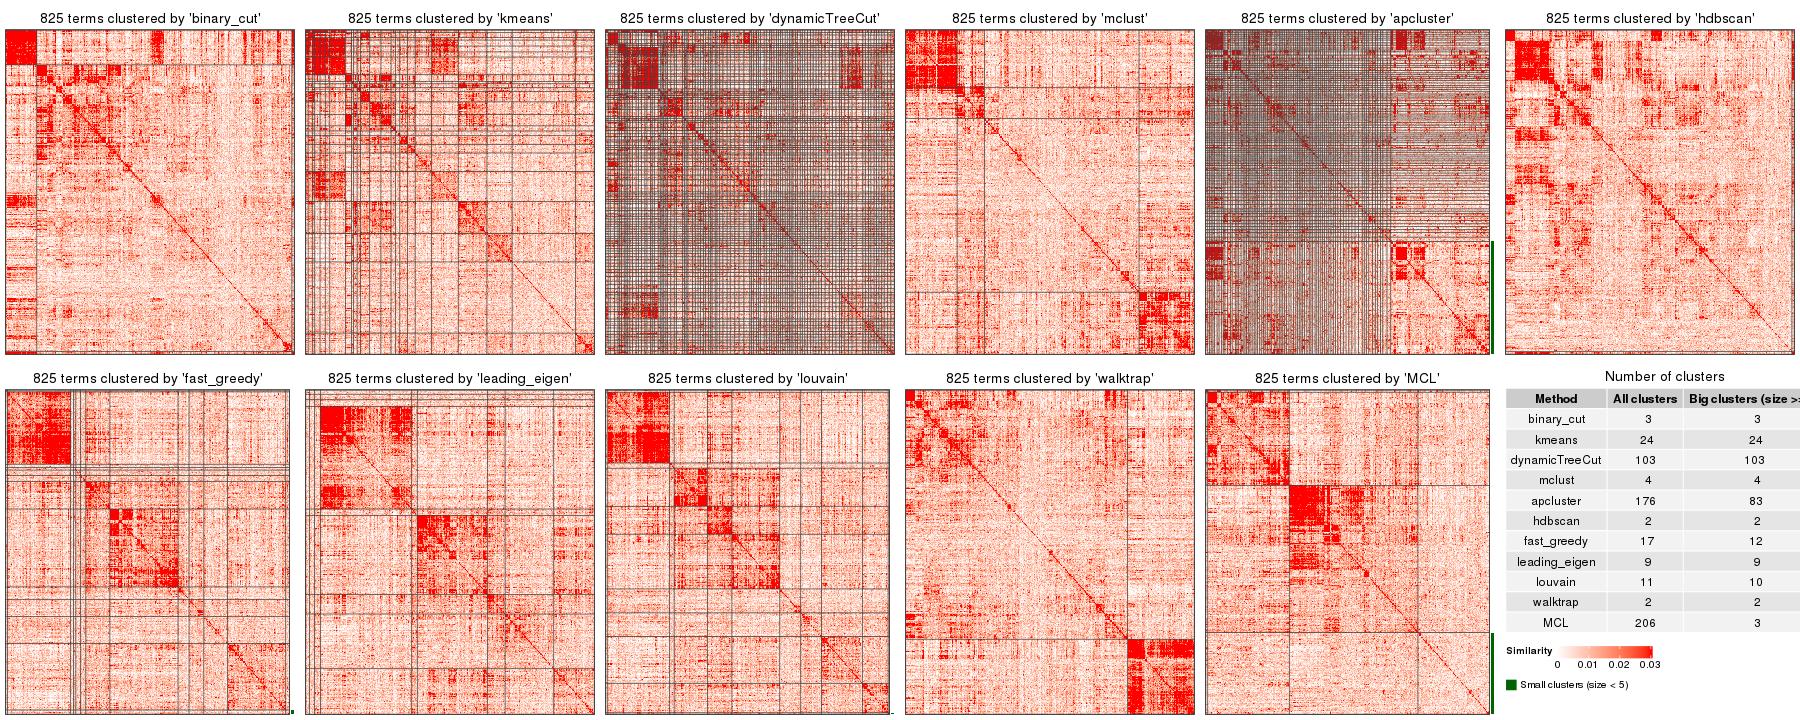 825 terms clustered by 'binary_cut'
825 terms clustered by 'kmeans'
825 terms clustered by 'dynamicTreeCut'
825 terms clustered by 'mclust'
825 terms clustered by 'apcluster'
825 terms clustered by 'hdbscan'
825 terms clustered by 'fast_greedy'
825 terms clustered by 'leading_eigen'
825 terms clustered by 'louvain'
825 terms clustered by 'walktrap'
825 terms clustered by 'MCL'
Number of clusters
Method All clusters Big clusters (size >
binary_cut 3 3
kmeans 24 24
dynamicTreeCut 103 103
mclust 4 4
apcluster 176 83
hdbscan 2 2
fast_greedy 17 12
leading_eigen 9 9
louvain 11 10
walktrap 2 2
MCL 206 3
Similarity
0 0.01 0.02 0.03
Small clusters (size < 5)